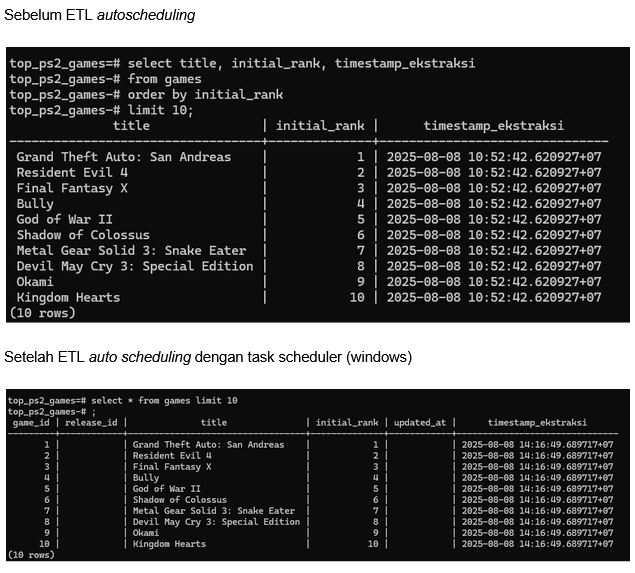 Sebelum ETL autoscheduling
top_ps2_games=# select title, initial_rank, timestamp_ekstraksi
top_ps2_games-# from games
top_ps2_games-# order by initial_rank
top_ps2_games-# limit 10;
title | initial_rank | timestamp_ekstraksi
Grand Theft Auto: San Andreas | 1 | 2025-08-08 10:52:42.620927+07
Resident Evil 4 | 2 | 2025-08-08 10:52:42.620927+07
Final Fantasy X | 3 | 2025-08-08 10:52:42.620927+07
Bully | 4 | 2025-08-08 10:52:42.620927+07
God of War II | 5 | 2025-08-08 10:52:42.620927+07
Shadow of Colossus | 6 | 2025-08-08 10:52:42.620927+07
Metal Gear Solid 3: Snake Eater | 7 | 2025-08-08 10:52:42.620927+07
Devil May Cry 3: Special Edition | 8 | 2025-08-08 10:52:42.620927+07
Okami | 9 | 2025-08-08 10:52:42.620927+07
Kingdom Hearts | 10 | 2025-08-08 10:52:42.620927+07
(10 rows)
Setelah ETL auto scheduling dengan task scheduler (windows)
top_ps2_games=# select * from games limit 10
top_ps2_games-# ;
game_id | release_id | title | initial_rank | updated_at | timestamp_ekstraksi
1 | | Grand Theft Auto: San Andreas | 1 | | 2025-08-08 14:16:49.689717+07
2 | | Resident Evil 4 | 2 | | 2025-08-08 14:16:49.689717+07
3 | | Final Fantasy X | 3 | | 2025-08-08 14:16:49.689717+07
4 | | Bully | 4 | | 2025-08-08 14:16:49.689717+07
5 | | God of War II | 5 | | 2025-08-08 14:16:49.689717+07
6 | | Shadow of Colossus | 6 | | 2025-08-08 14:16:49.689717+07
7 | | Metal Gear Solid 3: Snake Eater | 7 | | 2025-08-08 14:16:49.689717+07
8 | | Devil May Cry 3: Special Edition | 8 | | 2025-08-08 14:16:49.689717+07
9 | | Okami | 9 | | 2025-08-08 14:16:49.689717+07
10 | | Kingdom Hearts | 10 | | 2025-08-08 14:16:49.689717+07
(10 rows)